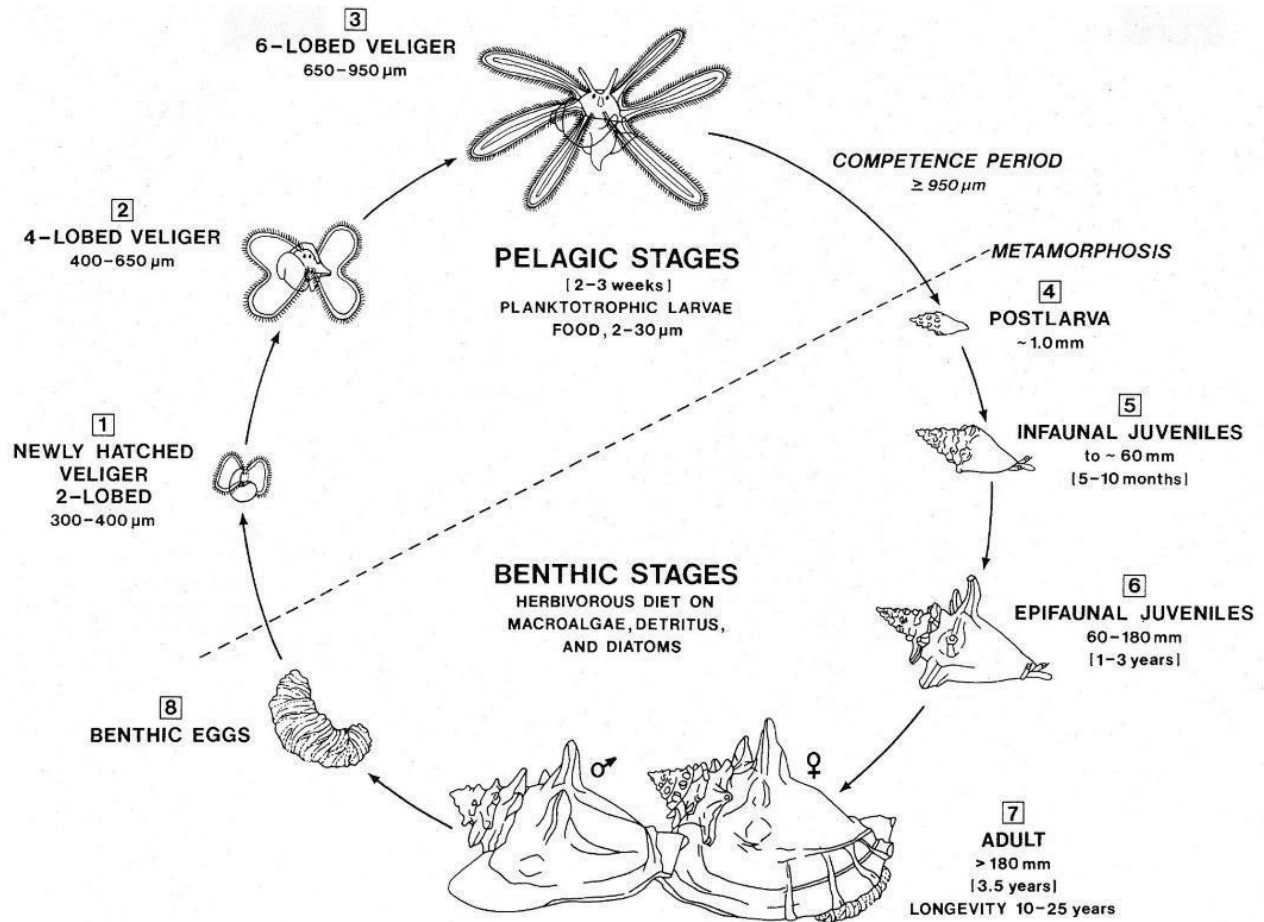 3
6-LOBED VELIGER
650-950 µm
COMPETENCE PERIOD
≥ 950 µm
METAMORPHOSIS
2
4-LOBED VELIGER
400-650 µm
PELAGIC STAGES
[2-3 weeks]
PLANKTOTROPHIC LARVAE
FOOD, 2-30 µm
4
POSTLARVA
~ 1.0 mm
1
NEWLY HATCHED
VELIGER
2-LOBED
300-400 µm
5
INFAUNAL JUVENILES
to ~ 60 mm
[5-10 months]
BENTHIC STAGES
HERBIVOROUS DIET ON
MACROALGAE, DETRITUS,
AND DIATOMS
6
EPIFAUNAL JUVENILES
60-180 mm
[1-3 years]
8
BENTHIC EGGS
♂
♀
7
ADULT
> 180 mm
[3.5 years]
LONGEVITY 10-25 years